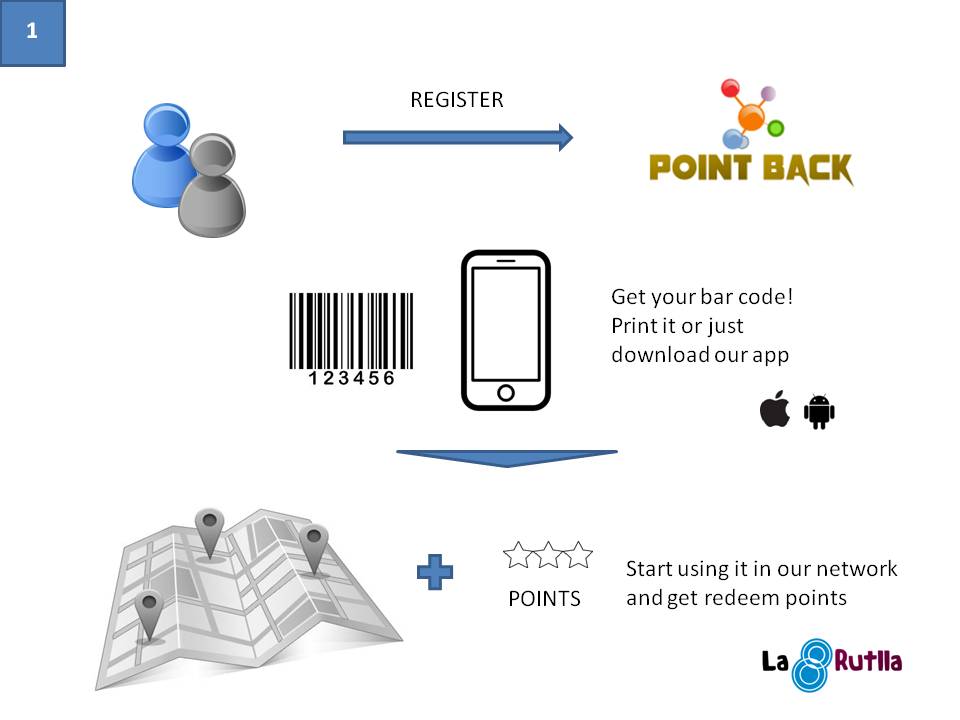 1
REGISTER
POINT BACK
Get your bar code!
Print it or just
download our app
123456
POINTS
Start using it in our network
and get redeem points
La 8 Rutlla